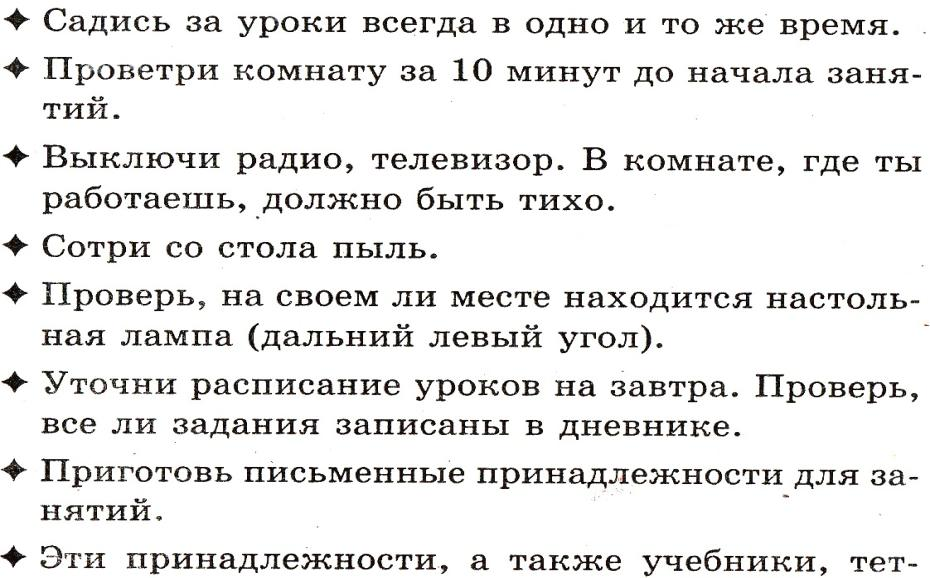 ✦ Садись за уроки всегда в одно и то же время.
✦ Проветри комнату за 10 минут до начала заня-
тий.
✦ Выключи радио, телевизор. В комнате, где ты
работаешь, должно быть тихо.
✦ Сотри со стола пыль.
✦ Проверь, на своем ли месте находится настоль-
ная лампа (дальний левый угол).
✦ Уточни расписание уроков на завтра. Проверь,
все ли задания записаны в дневнике.
✦ Приготовь письменные принадлежности для за-
нятий.
✦ Эти принадлежности, а также учебники, тет-